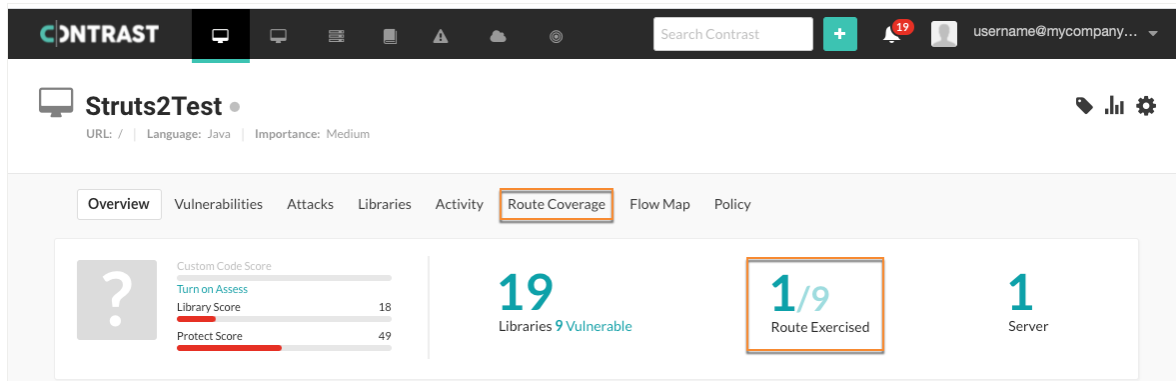 CONTRAST
Search Contrast
+
19
username@mycompany...
Struts2Test
URL: / | Language: Java | Importance: Medium
Overview Vulnerabilities Attacks Libraries Activity Route Coverage Flow Map Policy
?
Custom Code Score
Turn on Assess
Library Score 18
Protect Score 49
19
Libraries 9 Vulnerable
1/9
Route Exercised
1
Server